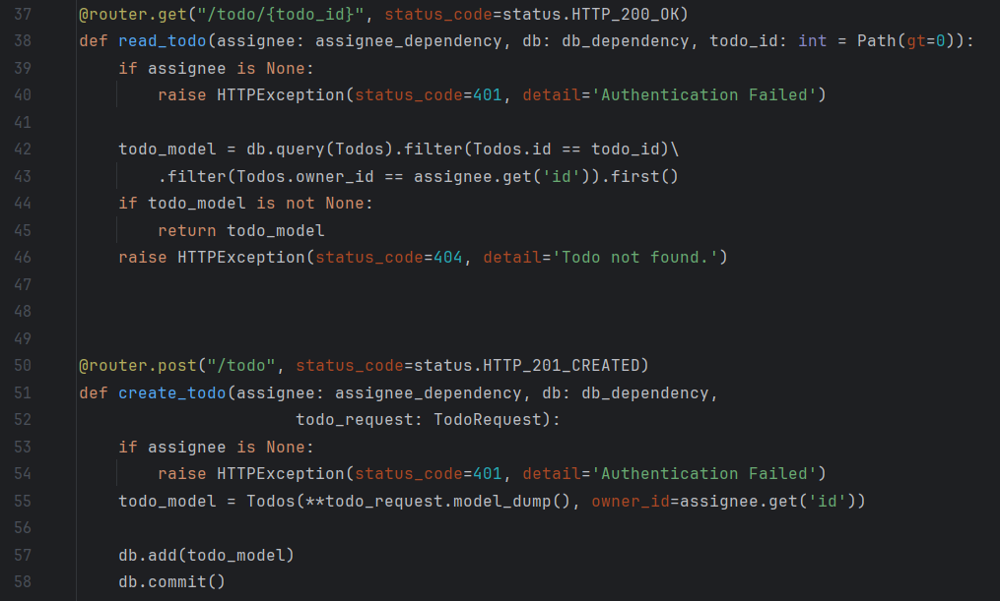 37 @router.get("/todo/{todo_id}", status_code=status.HTTP_200_OK)
38 def read_todo(assignee: assignee_dependency, db: db_dependency, todo_id: int = Path(gt=0)):
39     if assignee is None:
40         raise HTTPException(status_code=401, detail='Authentication Failed')
41
42     todo_model = db.query(Todos).filter(Todos.id == todo_id)\
43         .filter(Todos.owner_id == assignee.get('id')).first()
44     if todo_model is not None:
45         return todo_model
46     raise HTTPException(status_code=404, detail='Todo not found.')
47
48
49
50 @router.post("/todo", status_code=status.HTTP_201_CREATED)
51 def create_todo(assignee: assignee_dependency, db: db_dependency,
52                       todo_request: TodoRequest):
53     if assignee is None:
54         raise HTTPException(status_code=401, detail='Authentication Failed')
55     todo_model = Todos(**todo_request.model_dump(), owner_id=assignee.get('id'))
56
57     db.add(todo_model)
58     db.commit()